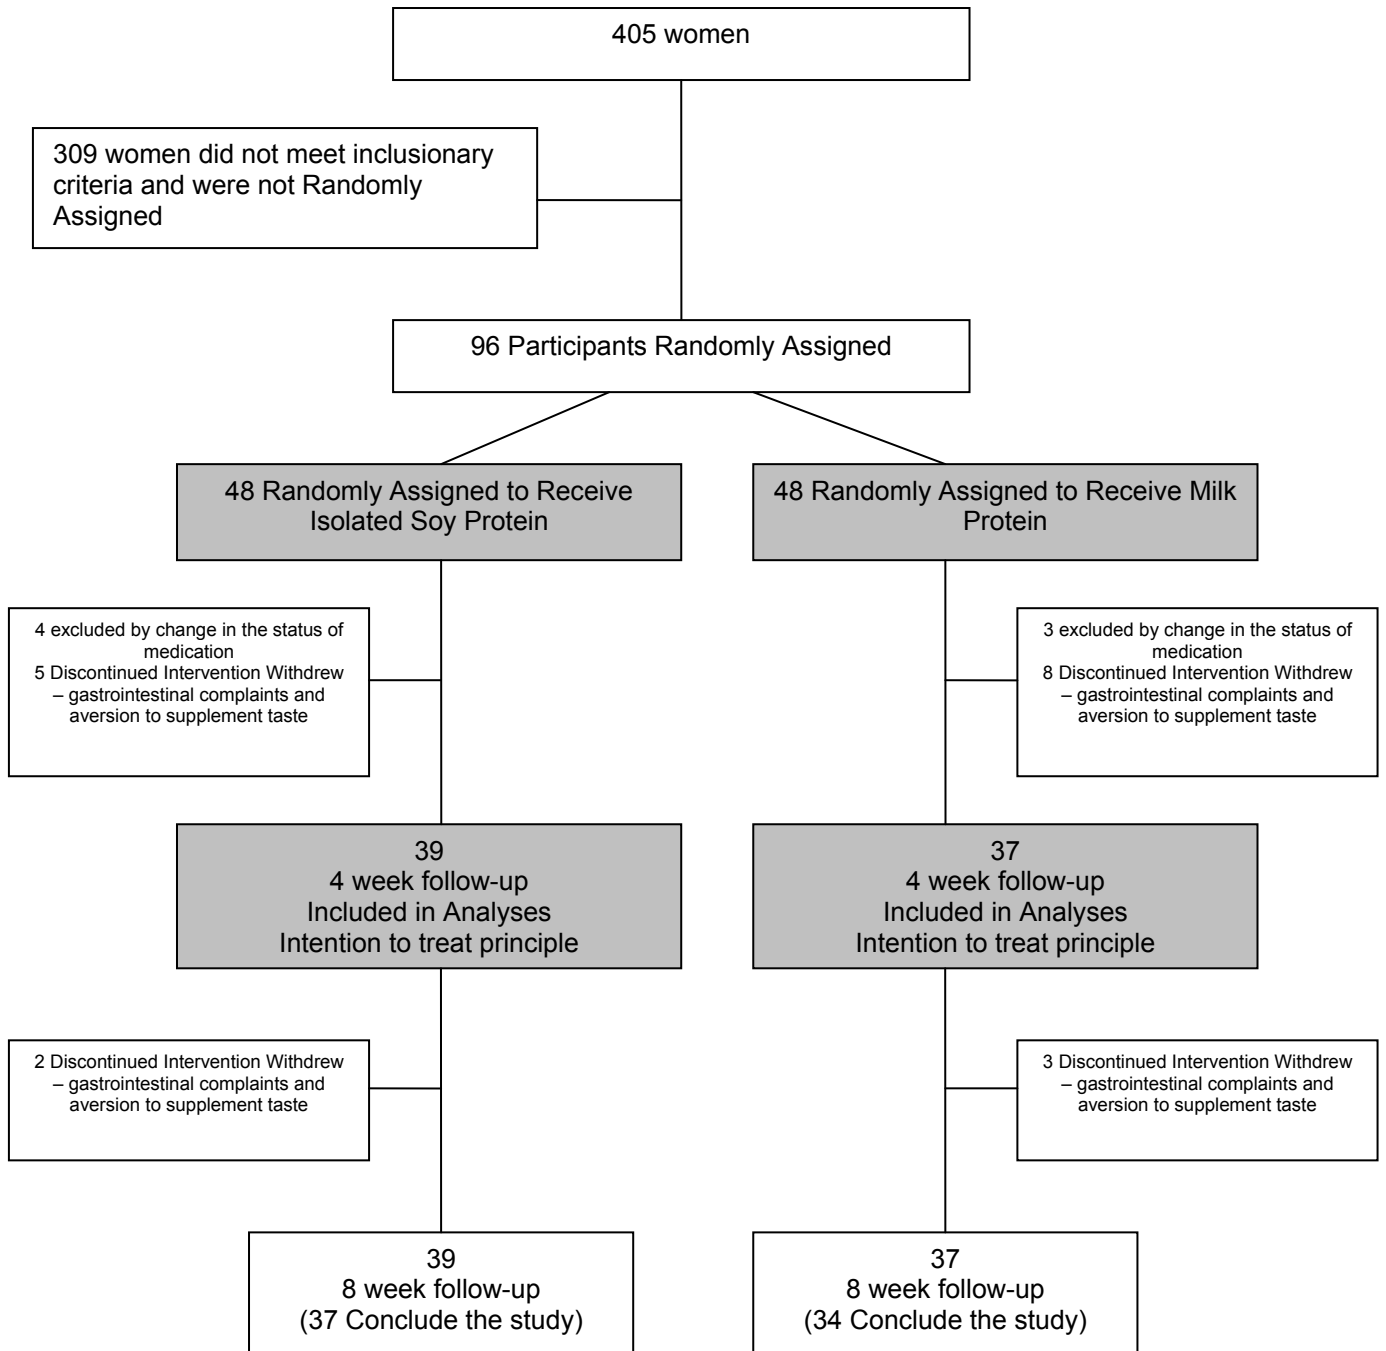 405 women
309 women did not meet inclusionary
criteria and were not Randomly
Assigned
96 Participants Randomly Assigned
48 Randomly Assigned to Receive
Isolated Soy Protein
48 Randomly Assigned to Receive Milk
Protein
4 excluded by change in the status of
medication
5 Discontinued Intervention Withdrew
– gastrointestinal complaints and
aversion to supplement taste
3 excluded by change in the status of
medication
8 Discontinued Intervention Withdrew
– gastrointestinal complaints and
aversion to supplement taste
39
4 week follow-up
Included in Analyses
Intention to treat principle
37
4 week follow-up
Included in Analyses
Intention to treat principle
2 Discontinued Intervention Withdrew
– gastrointestinal complaints and
aversion to supplement taste
3 Discontinued Intervention Withdrew
– gastrointestinal complaints and
aversion to supplement taste
39
8 week follow-up
(37 Conclude the study)
37
8 week follow-up
(34 Conclude the study)